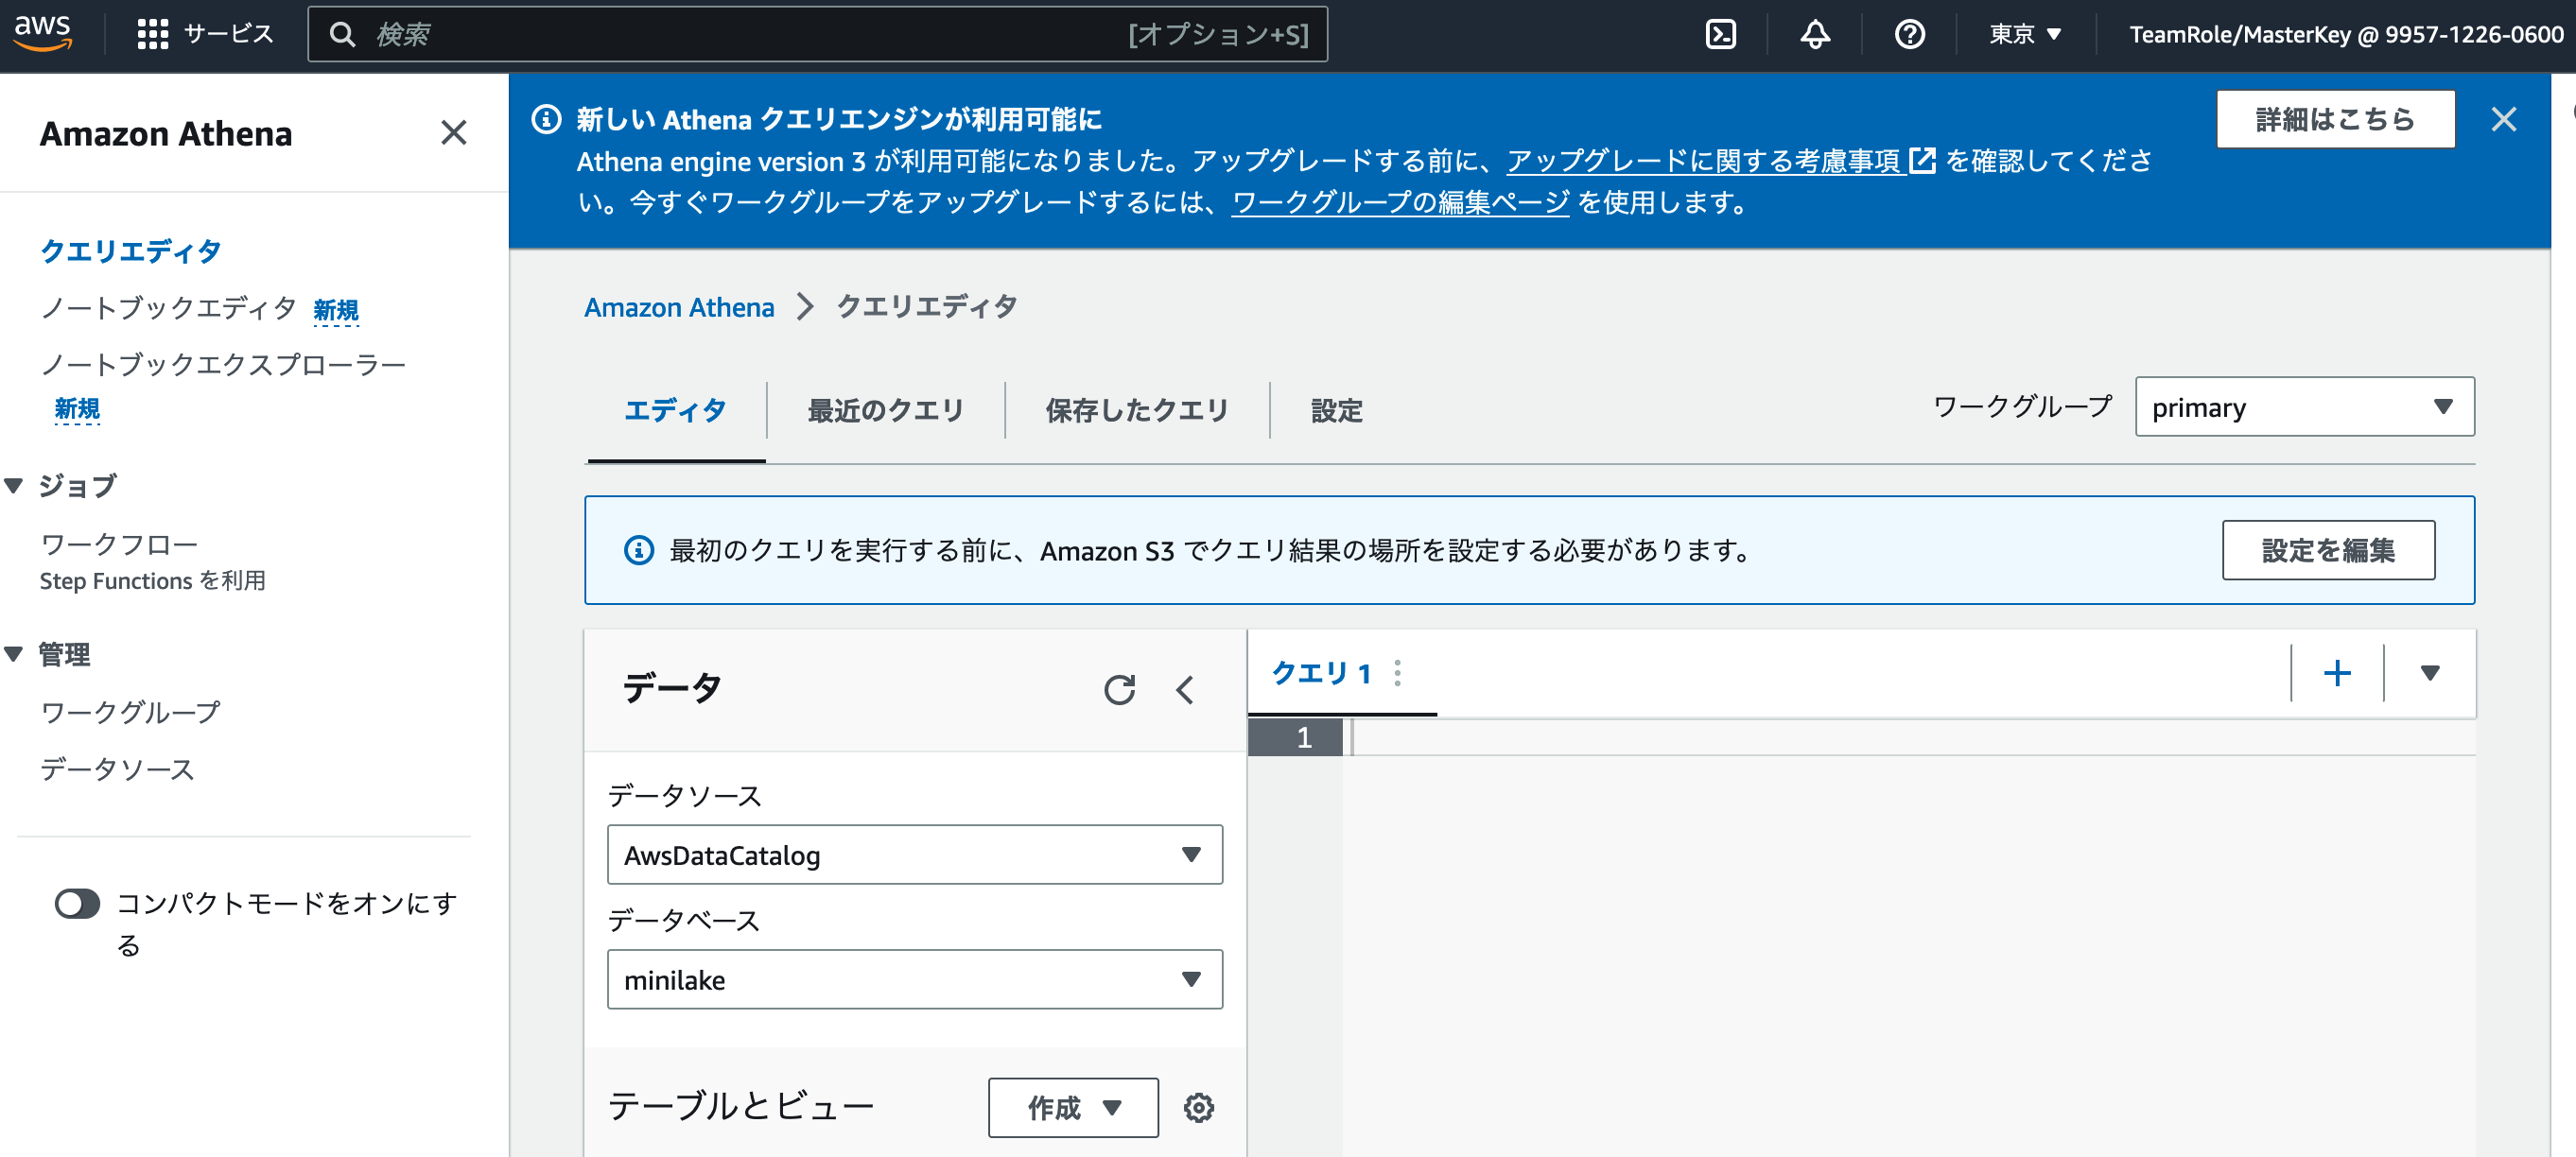 aws
サービス
検索
[オプション+S]
東京
TeamRole/MasterKey @ 9957-1226-0600
Amazon Athena
クエリエディタ
ノートブックエディタ 新規
ノートブックエクスプローラー
新規
ジョブ
ワークフロー
Step Functions を利用
管理
ワークグループ
データソース
コンパクトモードをオンにす
る
新しい Athena クエリエンジンが利用可能に
Athena engine version 3 が利用可能になりました。アップグレードする前に、アップグレードに関する考慮事項 を確認してくださ
い。今すぐワークグループをアップグレードするには、ワークグループの編集ページ を使用します。
詳細はこちら
Amazon Athena
クエリエディタ
エディタ
最近のクエリ
保存したクエリ
設定
ワークグループ
primary
最初のクエリを実行する前に、Amazon S3 でクエリ結果の場所を設定する必要があります。
設定を編集
データ
データソース
AwsDataCatalog
データベース
minilake
テーブルとビュー
作成
クエリ 1
1